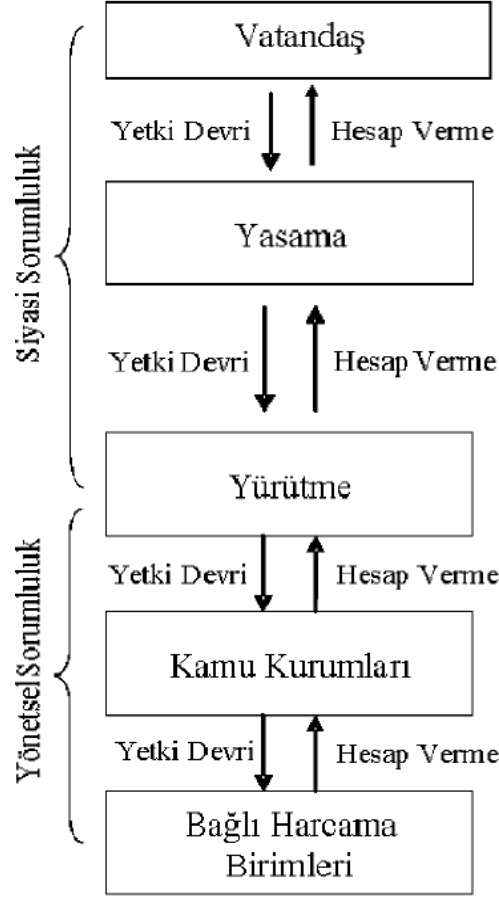 Vatandaş
Yetki Devri
Hesap Verme
Yasama
Yetki Devri
Hesap Verme
Siyasi Sorumluluk
Yürütme
Yetki Devri
Hesap Verme
Kamu Kurumları
Yetki Devri
Hesap Verme
Yönetsel Sorumluluk
Bağlı Harcama
Birimleri